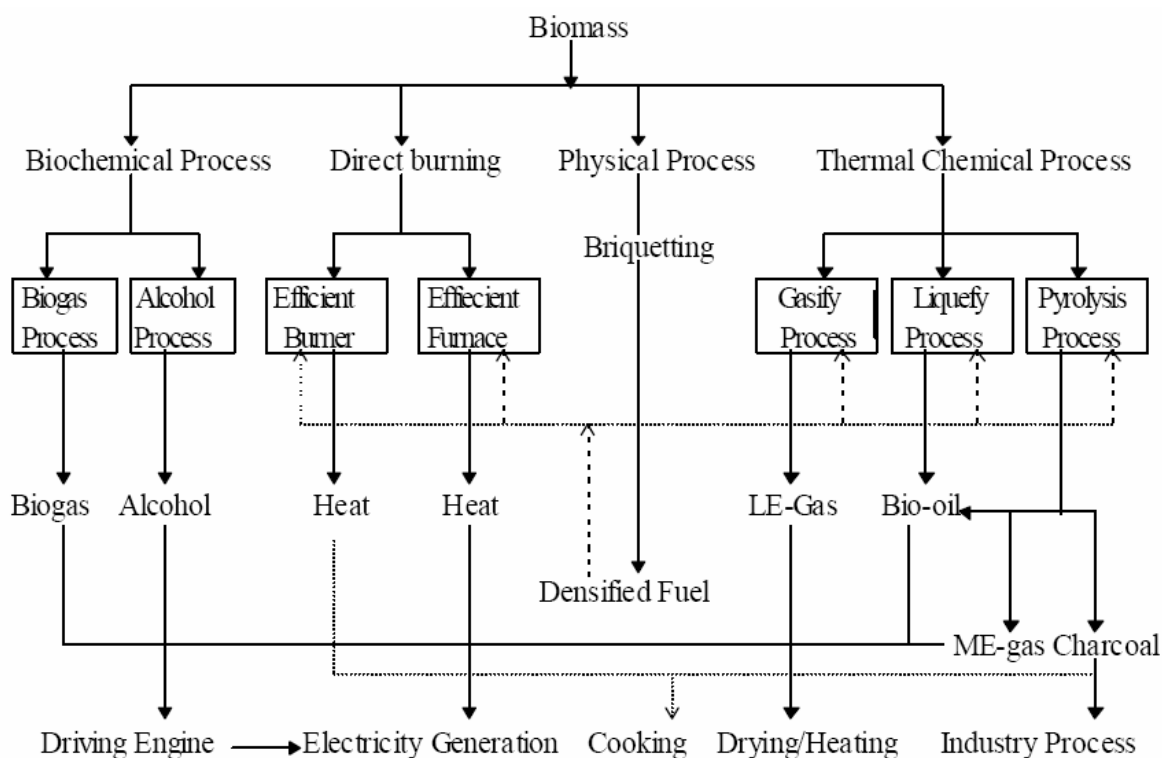 Biomass
Biochemical Process Direct burning Physical Process Thermal Chemical Process
Briquetting
Biogas Process
Alcohol Process
Efficient Burner
Effiecient Furnace
Gasify Process
Liquefy Process
Pyrolysis Process
Biogas Alcohol Heat Heat LE-Gas Bio-oil
Densified Fuel
ME-gas Charcoal
Driving Engine Electricity Generation Cooking Drying/Heating Industry Process